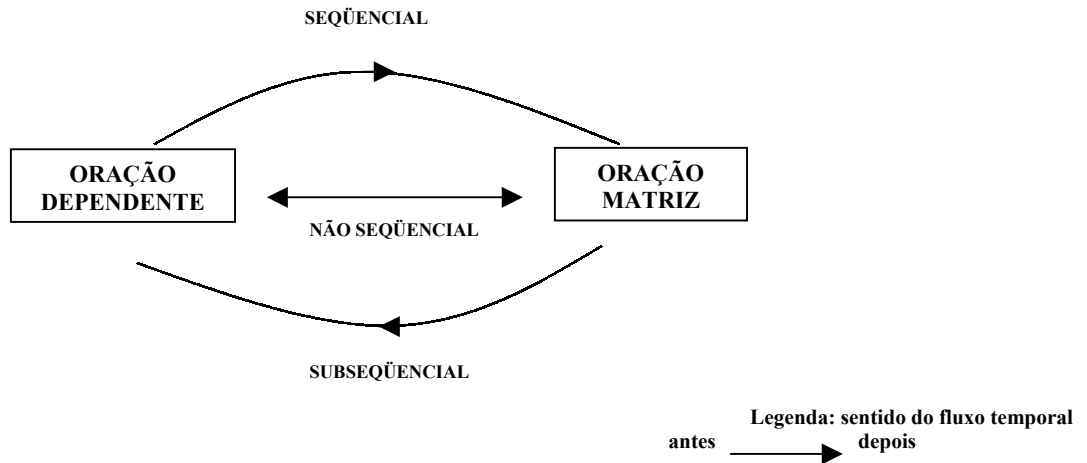 SEQÜENCIAL
ORAÇÃO
DEPENDENTE
ORAÇÃO
MATRIZ
NÃO SEQÜENCIAL
SUBSEQÜENCIAL
Legenda: sentido do fluxo temporal
antes depois